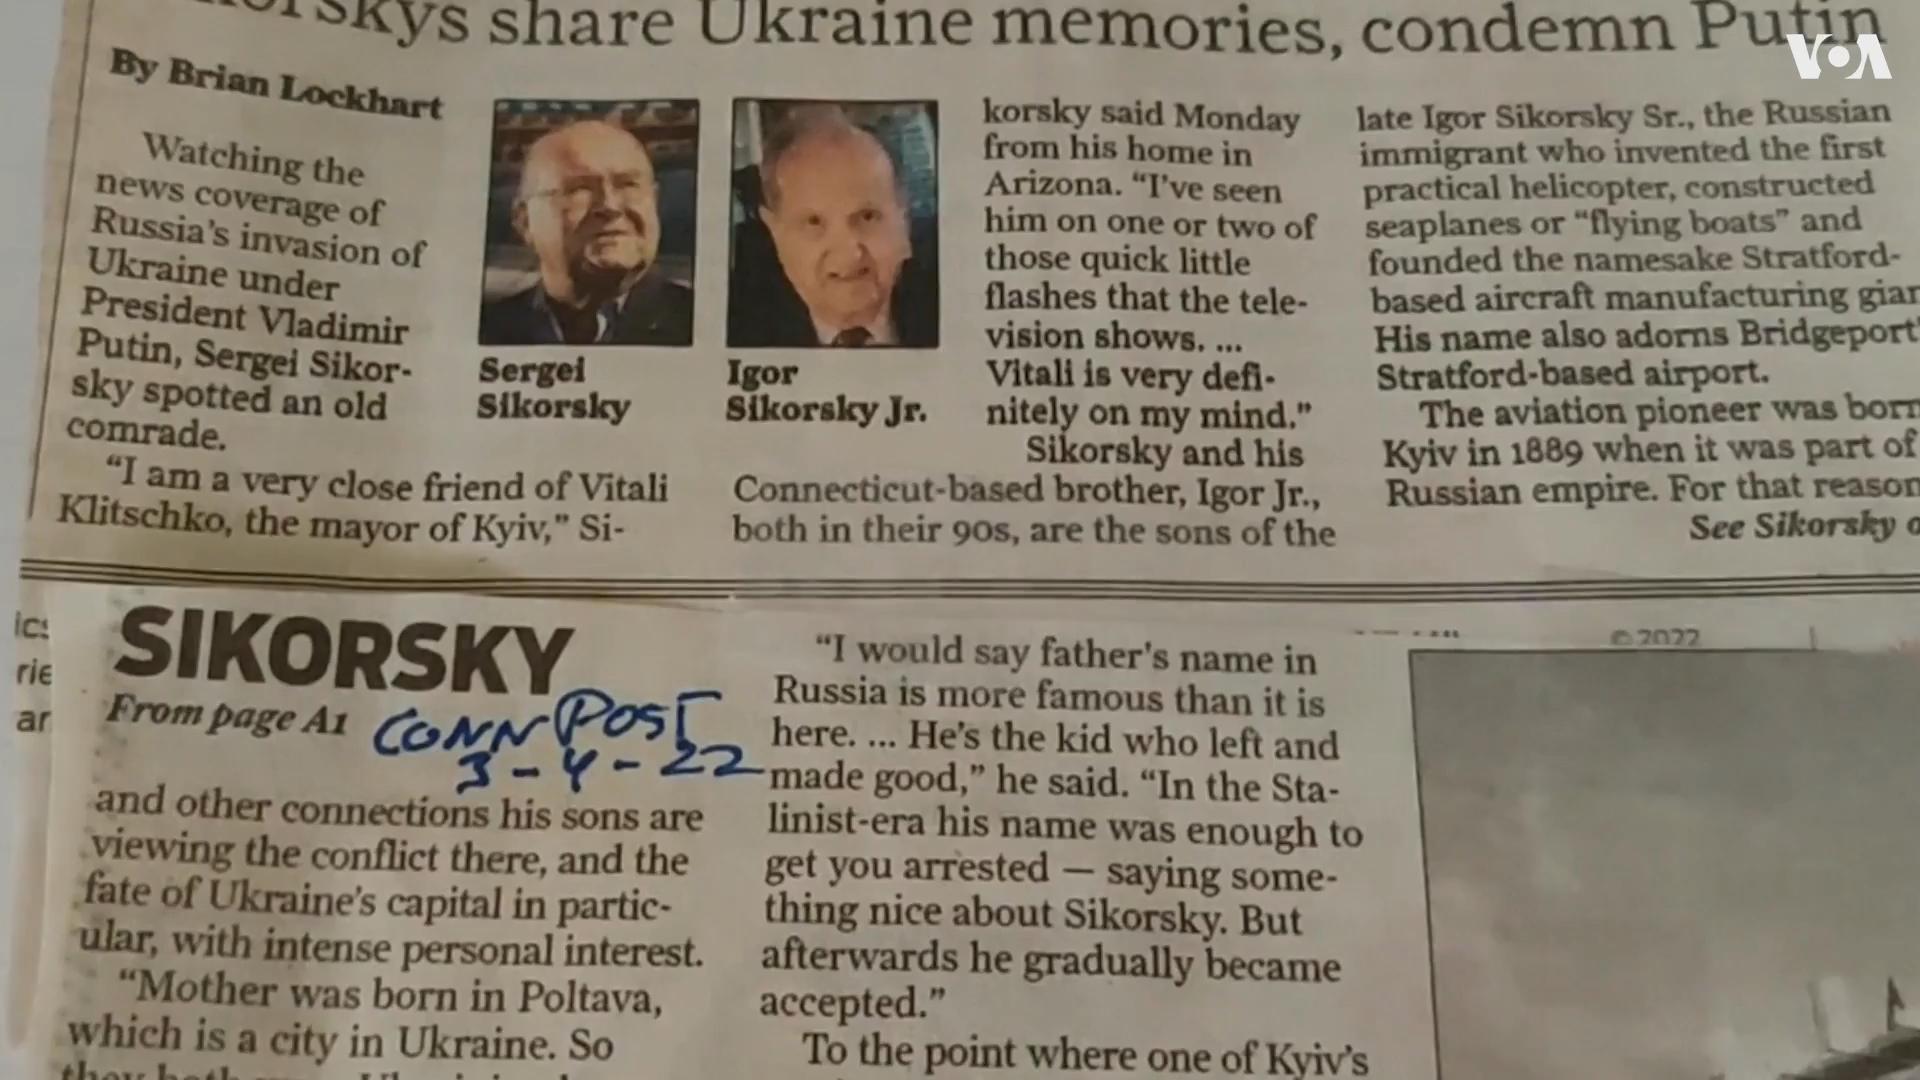 share Ukraine memories, condemn Putin
VOA
By Brian Lockhart
Watching the
news coverage of
Russia's invasion of
Ukraine under
President Vladimir
Putin, Sergei Sikor-
sky spotted an old
comrade.
"I am a very close friend of Vitali
Klitschko, the mayor of Kyiv," Si-
Sergei
Sikorsky
Igor
Sikorsky Jr.
korsky said Monday
from his home in
Arizona. "I've seen
him on one or two of
those quick little
flashes that the tele-
vision shows. ...
Vitali is very defi-
nitely on my mind."
Sikorsky and his
Connecticut-based brother, Igor Jr.,
both in their 90s, are the sons of the
late Igor Sikorsky Sr., the Russian
immigrant who invented the first
practical helicopter, constructed
seaplanes or "flying boats" and
founded the namesake Stratford-
based aircraft manufacturing
His name also adorns Bridgeport'
Stratford-based airport.
The aviation pioneer was born
Kyiv in 1889 when it was part of
Russian empire. For that reason
See Sikorsky
SIKORSKY
From page A1
CONN POST
3-4-22
and other connections his sons are
viewing the conflict there, and the
fate of Ukraine's capital in partic-
ular, with intense personal interest.
"Mother was born in Poltava,
which is a city in Ukraine. So
"I would say father's name in
Russia is more famous than it is
here. ... He's the kid who left and
made good," he said. "In the Sta-
linist-era his name was enough to
get you arrested — saying some-
thing nice about Sikorsky. But
afterwards he gradually became
accepted."
To the point where one of Kyiv's
©2022